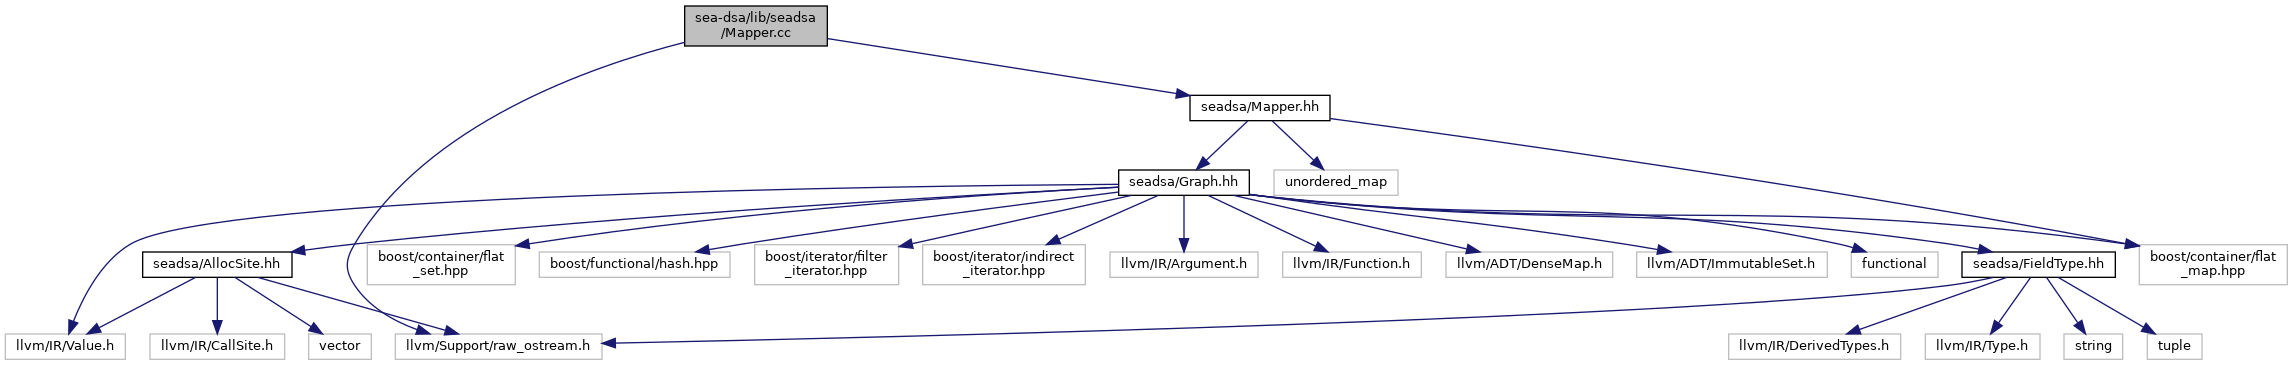 sea-dsa/lib/seadsa
/Mapper.cc
seadsa/Mapper.hh
seadsa/Graph.hh
unordered_map
seadsa/AllocSite.hh
boost/container/flat
_set.hpp
boost/functional/hash.hpp
boost/iterator/filter
_iterator.hpp
boost/iterator/indirect
_iterator.hpp
llvm/IR/Argument.h
llvm/IR/Function.h
llvm/ADT/DenseMap.h
llvm/ADT/ImmutableSet.h
functional
seadsa/FieldType.hh
boost/container/flat
_map.hpp
llvm/IR/Value.h
llvm/IR/CallSite.h
vector
llvm/Support/raw_ostream.h
llvm/IR/DerivedTypes.h
llvm/IR/Type.h
string
tuple